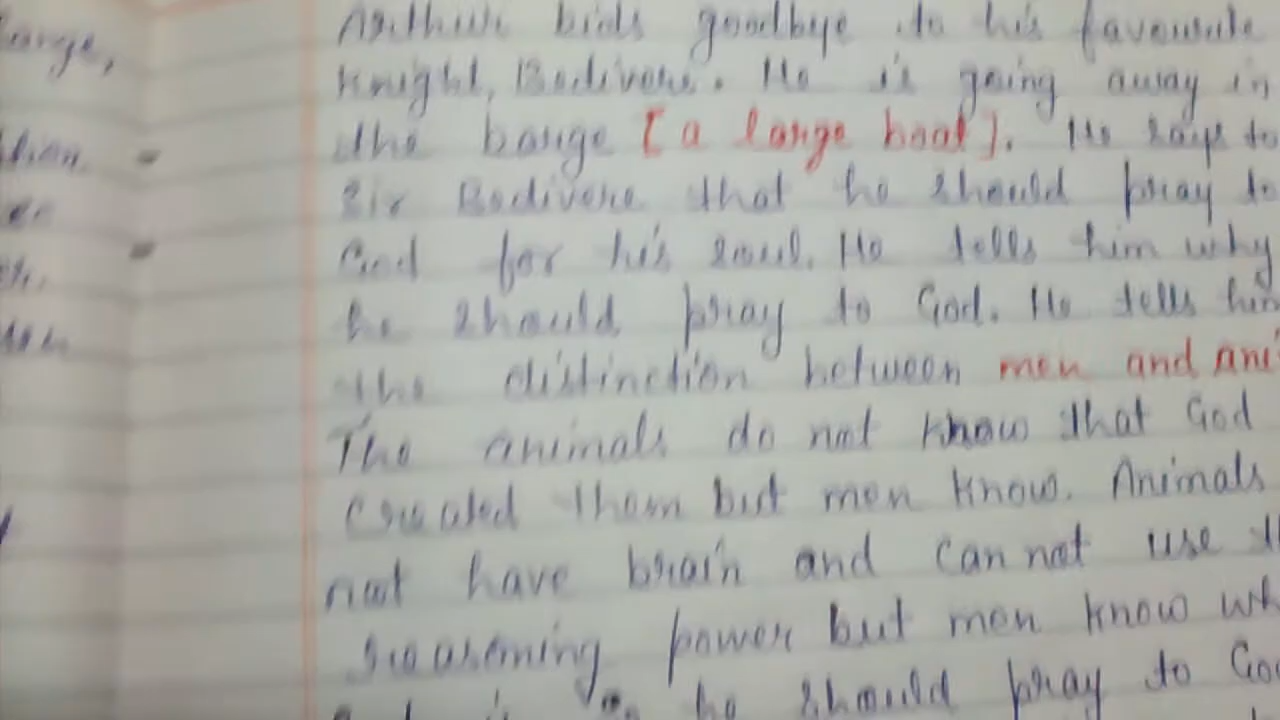 Arthur bids goodbye to his favourite
Knight, Bedivere. He is going away in
the barge [a large boat]. He says to
Sir Bedivere that he should pray to
God for his soul. He tells him why
he should pray to God. He tells him
the distinction between men and ani
The animals do not know that God
created them but men know. Animals
not have brain and can not use th
reasoning power but men know wh
he should pray to God